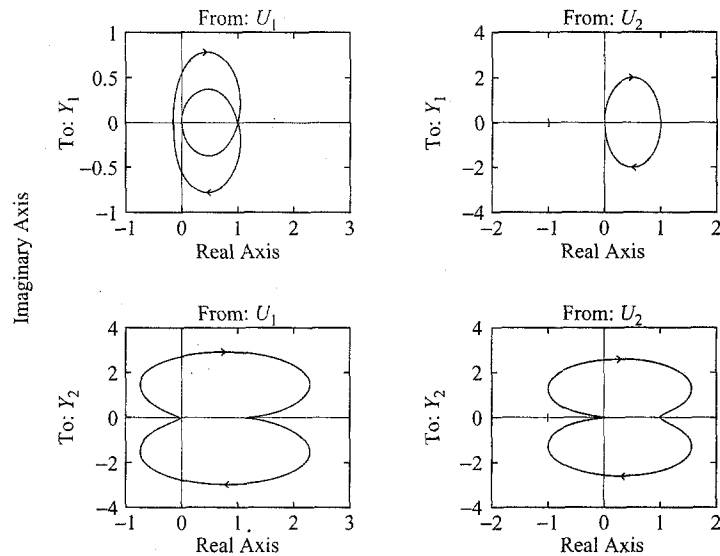 From: U₁
To: Y₁
1
0.5
0
−0.5
−1
−1 0 1 2 3
Real Axis
From: U₂
To: Y₁
4
2
0
−2
−4
−1 0 1 2
Real Axis
Imaginary Axis
From: U₁
To: Y₂
4
2
0
−2
−4
−1 0 1 2 3
Real Axis
From: U₂
To: Y₂
4
2
0
−2
−4
−2 −1 0 1 2
Real Axis